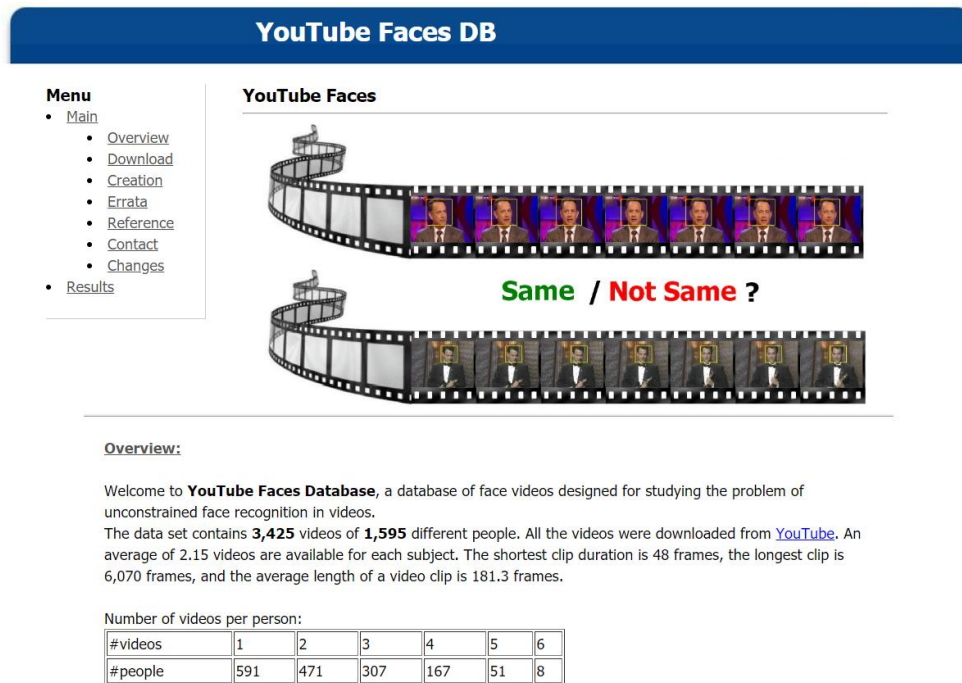 YouTube Faces DB
Menu
Main
Overview
Download
Creation
Errata
Reference
Contact
Changes
Results
YouTube Faces
Same / Not Same ?
Overview:
Welcome to YouTube Faces Database, a database of face videos designed for studying the problem of
unconstrained face recognition in videos.
The data set contains 3,425 videos of 1,595 different people. All the videos were downloaded from YouTube. An
average of 2.15 videos are available for each subject. The shortest clip duration is 48 frames, the longest clip is
6,070 frames, and the average length of a video clip is 181.3 frames.
Number of videos per person:
#videos 1 2 3 4 5 6
#people 591 471 307 167 51 8